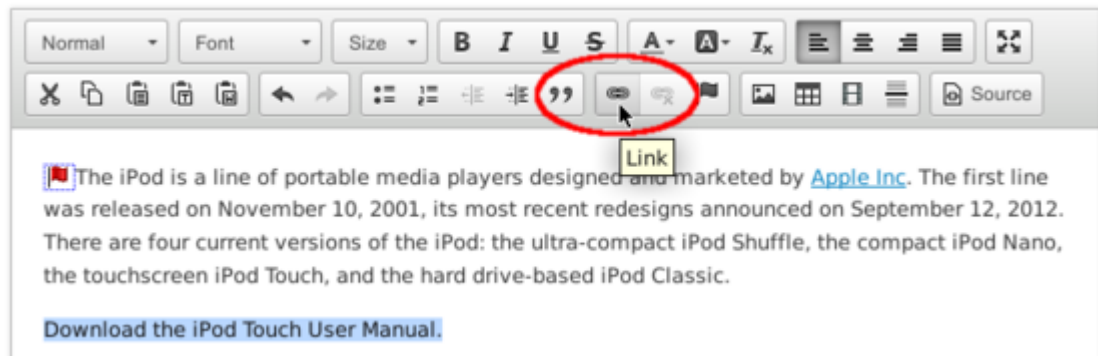 Normal Font Size B I U S A A Ix
Source
Link
The iPod is a line of portable media players designed and marketed by Apple Inc. The first line
was released on November 10, 2001, its most recent redesigns announced on September 12, 2012.
There are four current versions of the iPod: the ultra-compact iPod Shuffle, the compact iPod Nano,
the touchscreen iPod Touch, and the hard drive-based iPod Classic.
Download the iPod Touch User Manual.